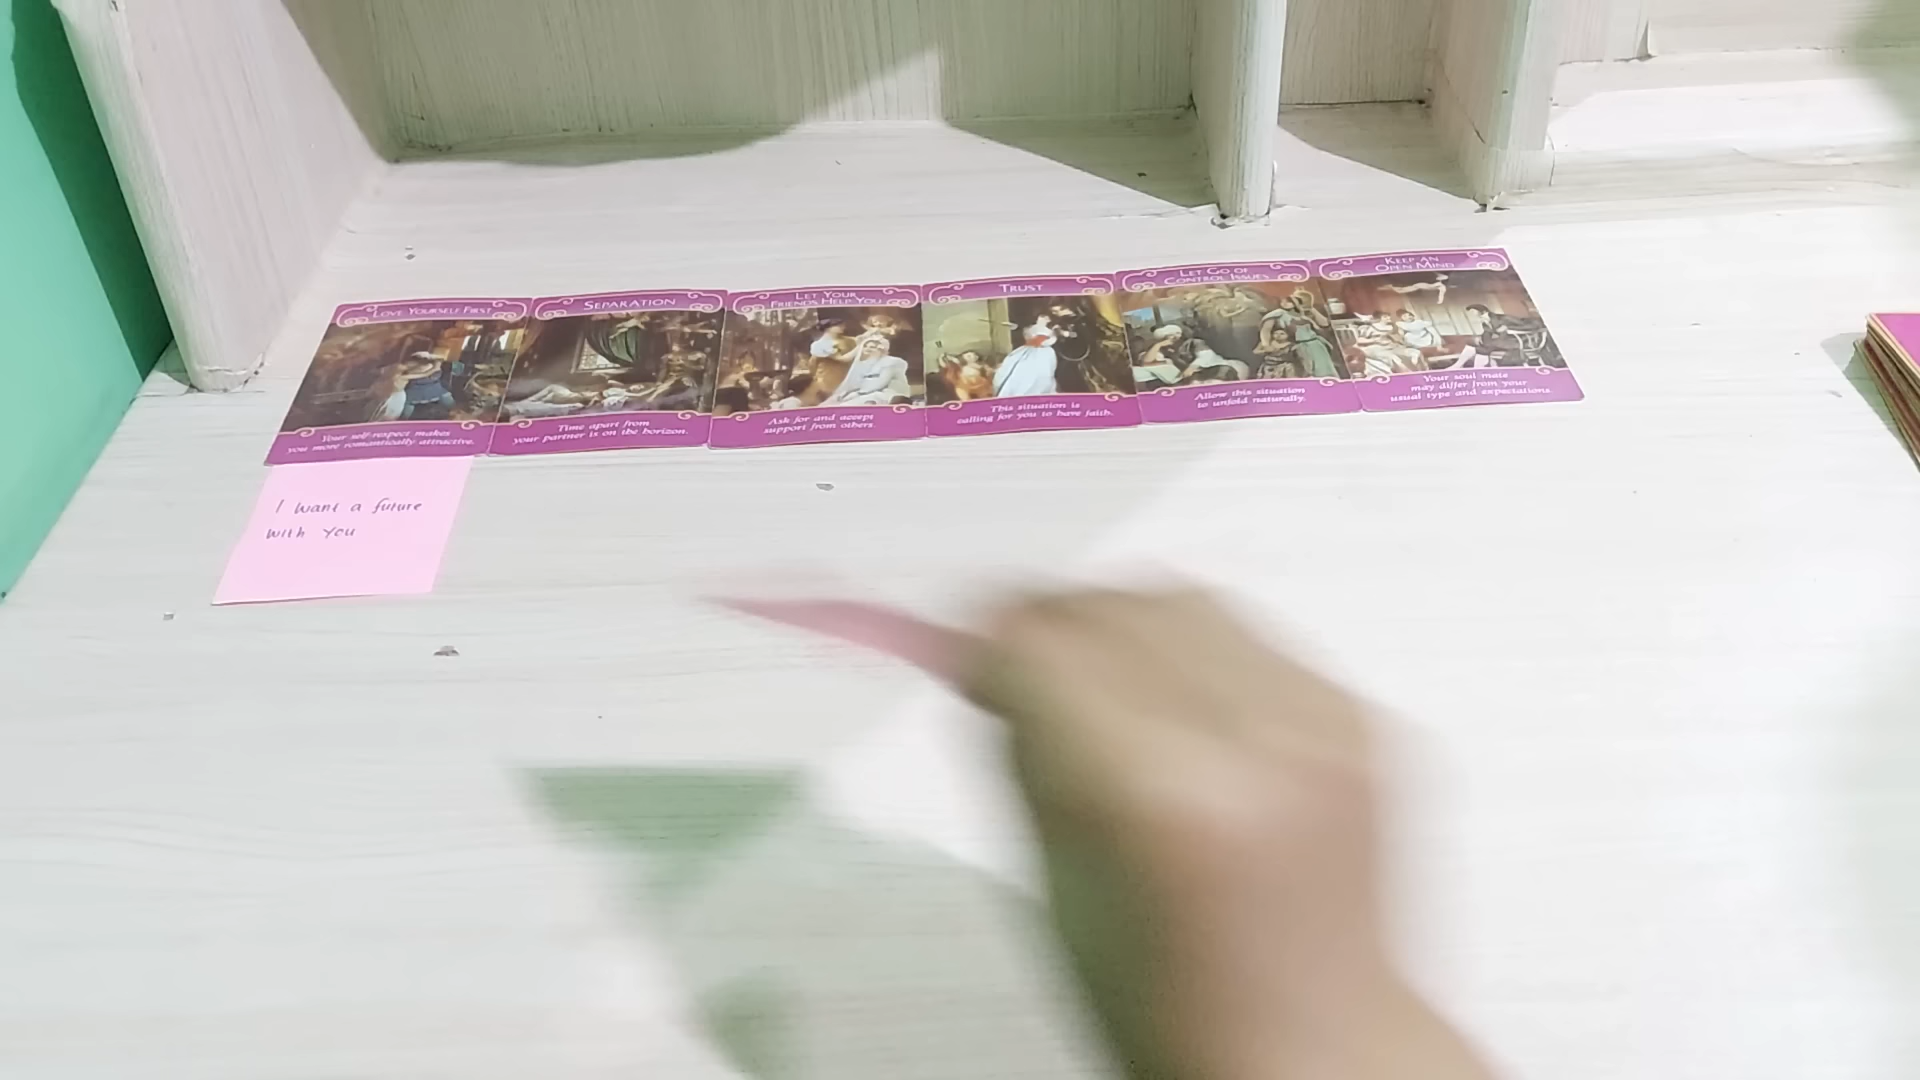 LOVE YOURSELF FIRST
Your self-respect makes
you more romantically attractive.
SEPARATION
Time apart from
your partner is on the horizon.
LET YOUR
FRIENDS HELP YOU
Ask for and accept
support from others.
TRUST
This situation is
calling for you to have faith.
LET GO OF
CONTROL ISSUES
Allow this situation
to unfold naturally.
KEEP AN
OPEN MIND
Your soul mate
may differ from your
usual type and expectations.
I want a future
with you